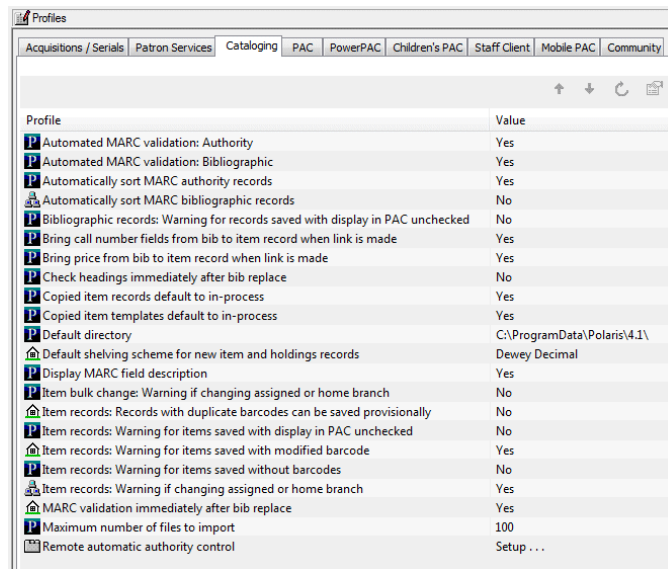 Profiles
Acquisitions / Serials Patron Services Cataloging PAC PowerPAC Children's PAC Staff Client Mobile PAC Community
Profile Value
Automated MARC validation: Authority Yes
Automated MARC validation: Bibliographic Yes
Automatically sort MARC authority records Yes
Automatically sort MARC bibliographic records No
Bibliographic records: Warning for records saved with display in PAC unchecked No
Bring call number fields from bib to item record when link is made Yes
Bring price from bib to item record when link is made Yes
Check headings immediately after bib replace No
Copied item records default to in-process Yes
Copied item templates default to in-process Yes
Default directory C:\ProgramData\Polaris\4.1\
Default shelving scheme for new item and holdings records Dewey Decimal
Display MARC field description Yes
Item bulk change: Warning if changing assigned or home branch No
Item records: Records with duplicate barcodes can be saved provisionally No
Item records: Warning for items saved with display in PAC unchecked No
Item records: Warning for items saved with modified barcode Yes
Item records: Warning for items saved without barcodes No
Item records: Warning if changing assigned or home branch Yes
MARC validation immediately after bib replace Yes
Maximum number of files to import 100
Remote automatic authority control Setup . . .